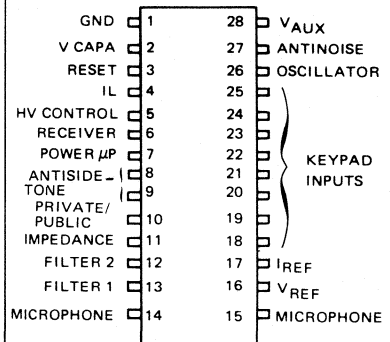 GND 1 28 VAUX
V CAPA 2 27 ANTINOISE
RESET 3 26 OSCILLATOR
IL 4 25
HV CONTROL 5 24
RECEIVER 6 23
POWER µP 7 22 KEYPAD
ANTISIDE- 8 21 INPUTS
TONE 9 20
PRIVATE/
PUBLIC 10 19
IMPEDANCE 11 18
FILTER 2 12 17 IREF
FILTER 1 13 16 VREF
MICROPHONE 14 15 MICROPHONE